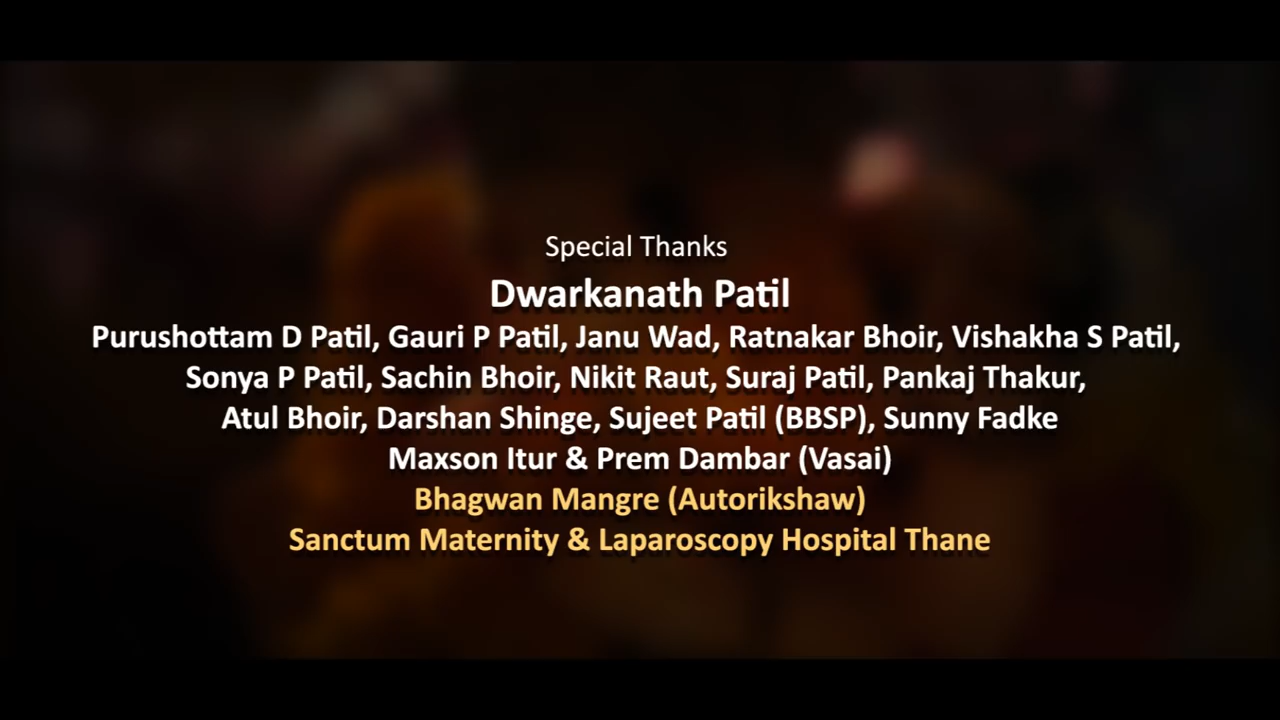 Special Thanks
Dwarkanath Patil
Purushottam D Patil, Gauri P Patil, Janu Wad, Ratnakar Bhoir, Vishakha S Patil,
Sonya P Patil, Sachin Bhoir, Nikit Raut, Suraj Patil, Pankaj Thakur,
Atul Bhoir, Darshan Shinge, Sujeet Patil (BBSP), Sunny Fadke
Maxson Itur & Prem Dambar (Vasai)
Bhagwan Mangre (Autorikshaw)
Sanctum Maternity & Laparoscopy Hospital Thane